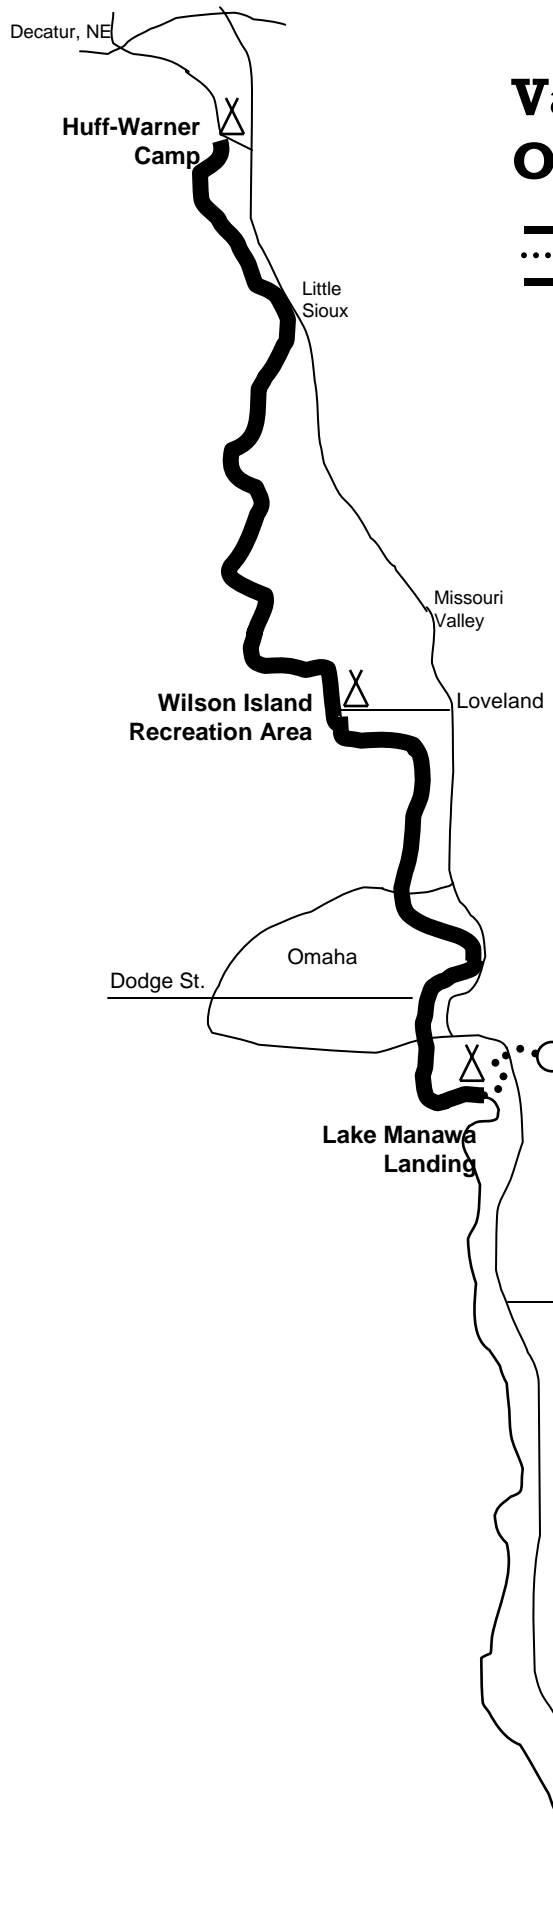 Decatur, NE
Huff-Warner
Camp
Little
Sioux
Missouri
Valley
Wilson Island
Recreation Area
Loveland
Omaha
Dodge St.
Lake Manawa
Landing